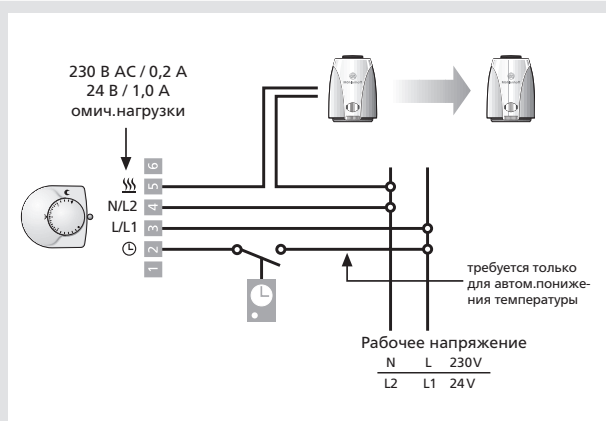 230 В AC / 0,2 А
24 В / 1,0 А
омич.нагрузки
6
5
N/L2 4
L/L1 3
2
1
требуется только
для автом.пониже-
ния температуры
Рабочее напряжение
N L 230V
L2 L1 24V